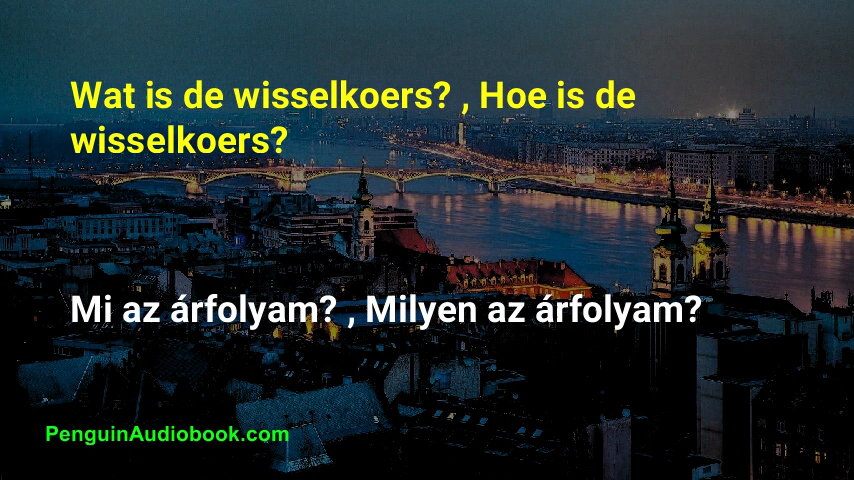 Wat is de wisselkoers? , Hoe is de
wisselkoers?
Mi az árfolyam? , Milyen az árfolyam?
PenguinAudiobook.com